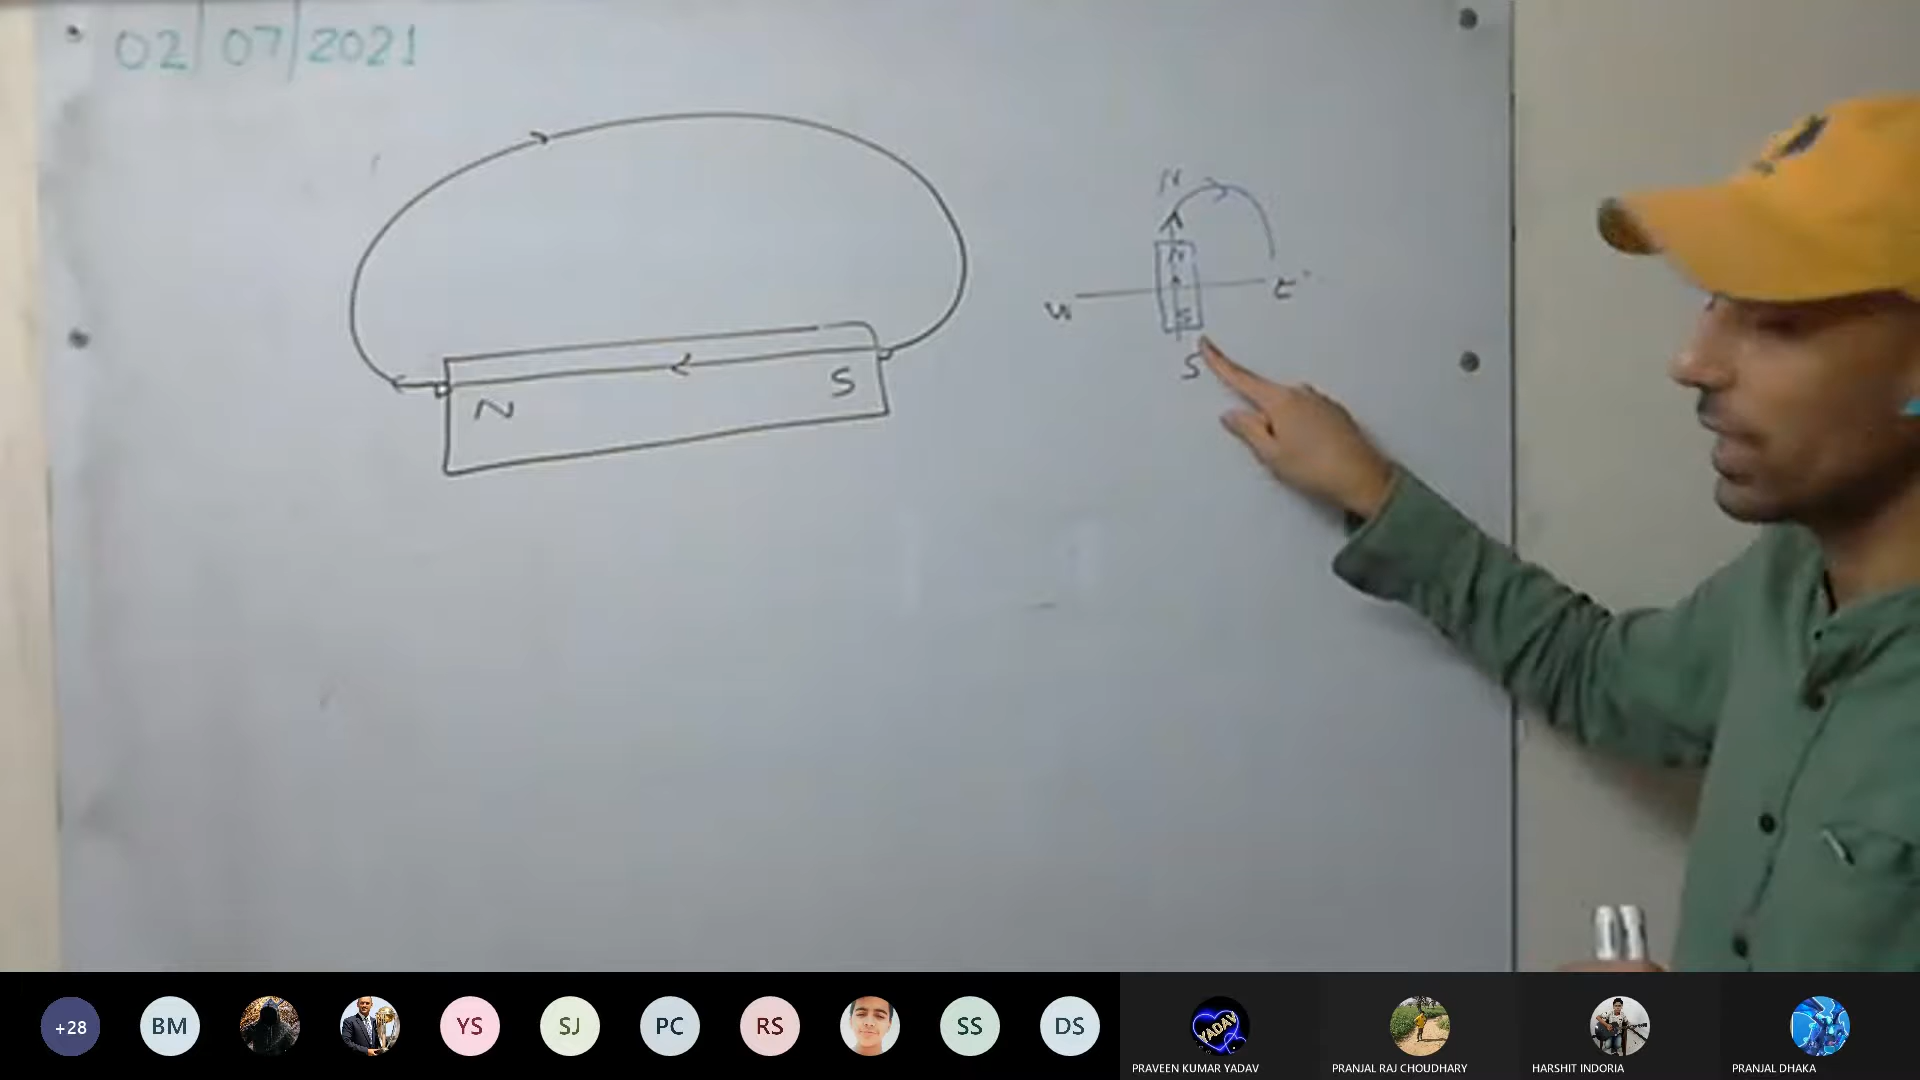 02/07/2021
N
N
W
E
S
S
N
S
+28
BM
YS
SJ
PC
RS
SS
DS
YADAV
PRAVEEN KUMAR YADAV
PRANJAL RAJ CHOUDHARY
HARSHIT INDORIA
PRANJAL DHAKA